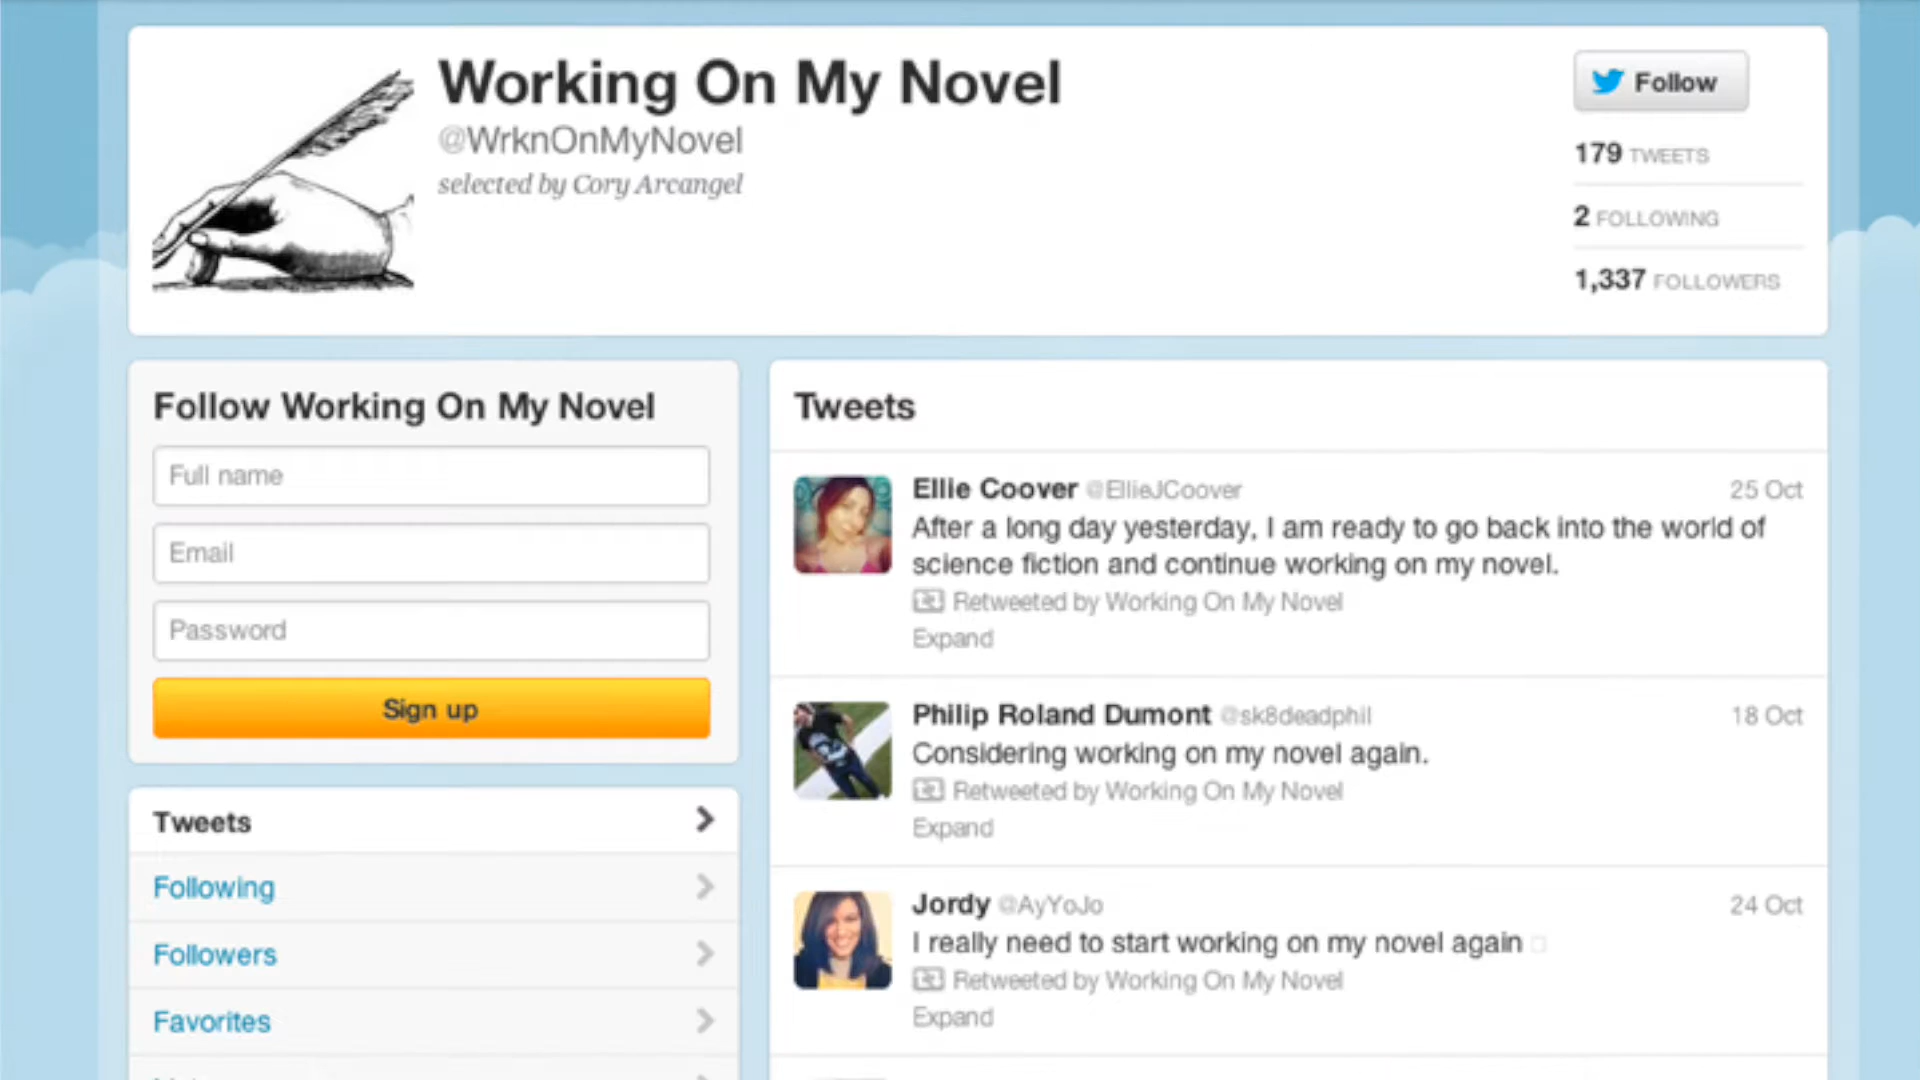 Working On My Novel
@WrknOnMyNovel
selected by Cory Arcangel
Follow
179 TWEETS
2 FOLLOWING
1,337 FOLLOWERS
Follow Working On My Novel
Full name
Email
Password
Sign up
Tweets
Following
Followers
Favorites
Tweets
Ellie Coover @EllieJCoover 25 Oct
After a long day yesterday, I am ready to go back into the world of
science fiction and continue working on my novel.
Retweeted by Working On My Novel
Expand
Philip Roland Dumont @sk8deadphil 18 Oct
Considering working on my novel again.
Retweeted by Working On My Novel
Expand
Jordy @AyYoJo 24 Oct
I really need to start working on my novel again
Retweeted by Working On My Novel
Expand